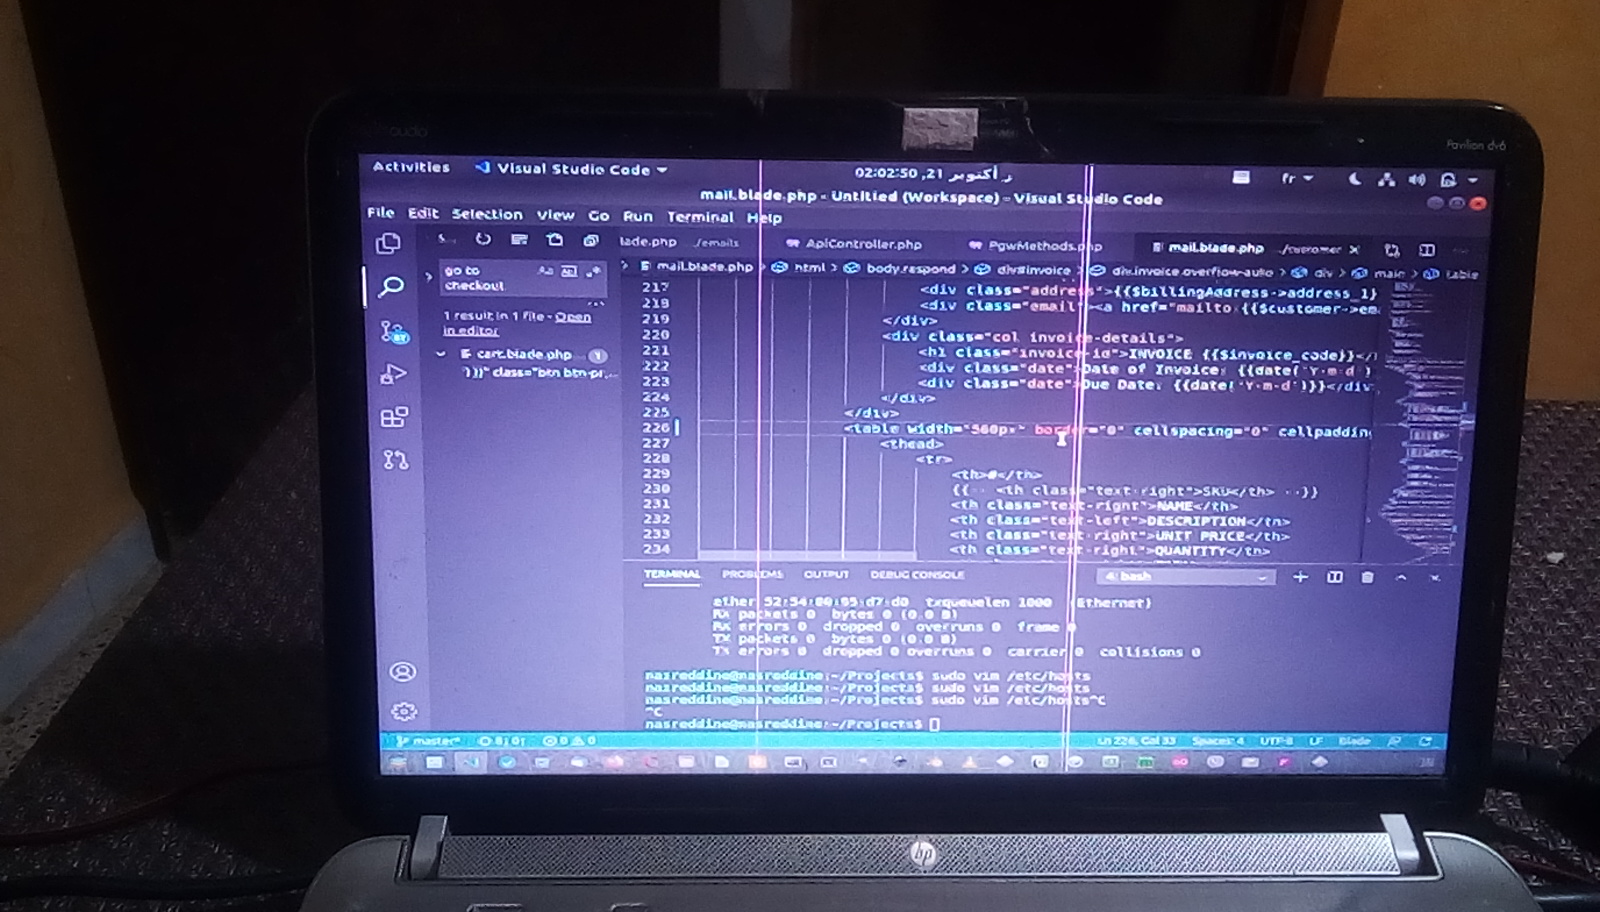 Pavilion dv6
Activities Visual Studio Code 02:02:50 ,21 أكتوبر fr
mail.blade.php - Untitled (Workspace) - Visual Studio Code
File Edit Selection View Go Run Terminal Help
lade.php ../emails ApiController.php PgwMethods.php mail.blade.php ../customer
go to
checkout
mail.blade.php > html > body.respond > div#invoice > div.invoice.overflow-auto > div > main > table
1 result in 1 file - Open
in editor
cart.blade.php 1
}})" class="btn btn-pr...
217 <div class="address">{{$billingAddress->address_1}
218 <div class="email"><a href="mailto:{{$customer->ema
219 </div>
220 <div class="col invoice-details">
221 <h1 class="invoice-id">INVOICE {{$invoice_code}}</
222 <div class="date">Date of Invoice: {{date('Y-m-d')
223 <div class="date">Due Date: {{date('Y-m-d')}}</div>
224 </div>
225 </div>
226 <table width="560px" border="0" cellspacing="0" cellpadding
227 <thead>
228 <tr>
229 <th>#</th>
230 {{-- <th class="text-right">SKU</th> --}}
231 <th class="text-right">NAME</th>
232 <th class="text-left">DESCRIPTION</th>
233 <th class="text-right">UNIT PRICE</th>
234 <th class="text-right">QUANTITY</th>
TERMINAL PROBLEMS OUTPUT DEBUG CONSOLE 4: bash
ether 52:54:00:95:d7:d0 txqueuelen 1000 (Ethernet)
RX packets 0 bytes 0 (0.0 B)
RX errors 0 dropped 0 overruns 0 frame 0
TX packets 0 bytes 0 (0.0 B)
TX errors 0 dropped 0 overruns 0 carrier 0 collisions 0
nasreddine@nasreddine:~/Projects$ sudo vim /etc/hosts
nasreddine@nasreddine:~/Projects$ sudo vim /etc/hosts
nasreddine@nasreddine:~/Projects$ sudo vim /etc/hosts^C
^C
nasreddine@nasreddine:~/Projects$
master* 0 0 Ln 226, Col 33 Spaces: 4 UTF-8 LF Blade
hp